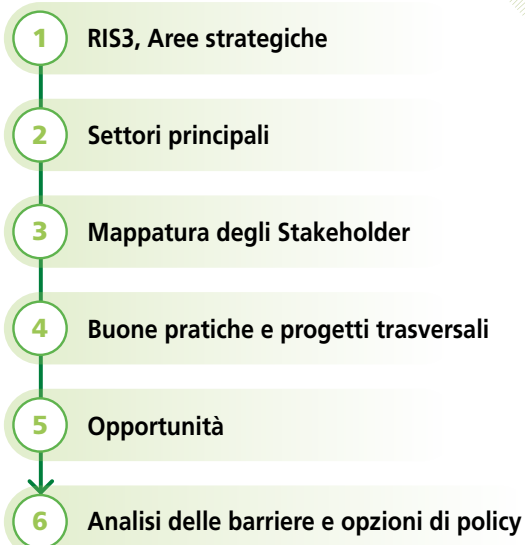 1 RIS3, Aree strategiche
2 Settori principali
3 Mappatura degli Stakeholder
4 Buone pratiche e progetti trasversali
5 Opportunità
6 Analisi delle barriere e opzioni di policy